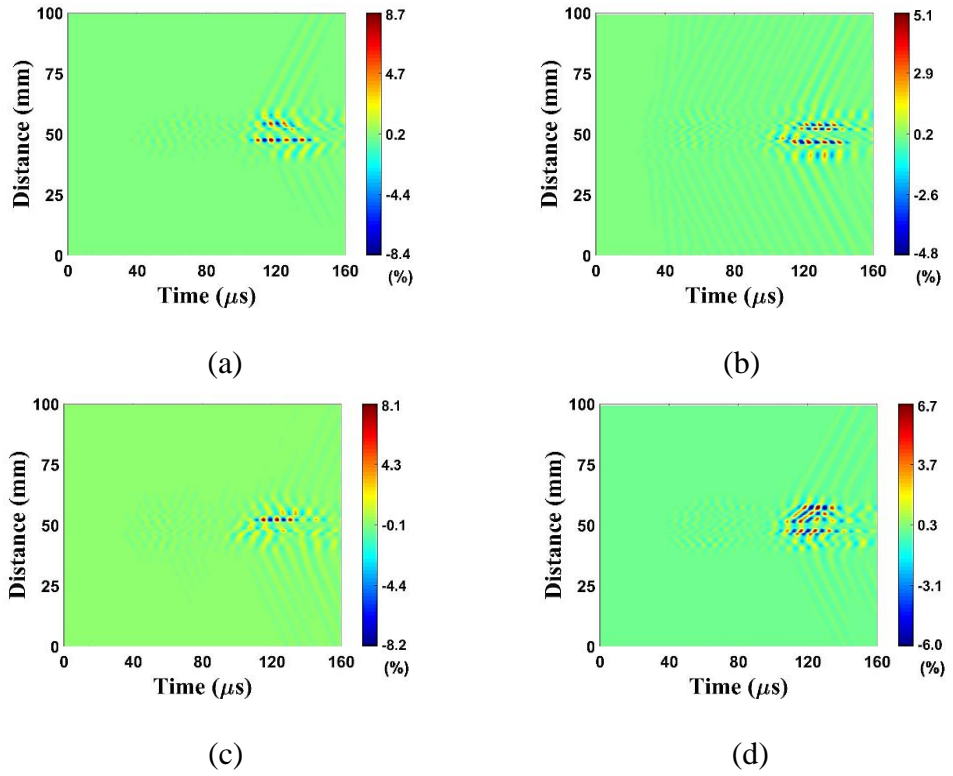 100
75
50
25
0
Distance (mm)
0 40 80 120 160
Time (μs)
8.7
4.7
0.2
-4.4
-8.4
(%)
(a)
100
75
50
25
0
Distance (mm)
0 40 80 120 160
Time (μs)
5.1
2.9
0.2
-2.6
-4.8
(%)
(b)
100
75
50
25
0
Distance (mm)
0 40 80 120 160
Time (μs)
8.1
4.3
-0.1
-4.4
-8.2
(%)
(c)
100
75
50
25
0
Distance (mm)
0 40 80 120 160
Time (μs)
6.7
3.7
0.3
-3.1
-6.0
(%)
(d)